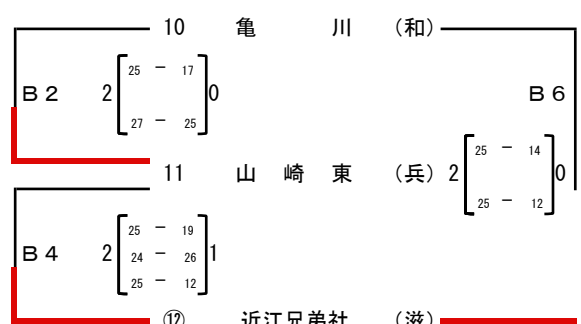 10 亀 川 (和)
25 － 17
B2 2 0 B6
27 － 25
25 － 14
11 山 崎 東 (兵) 2 0
25 － 12
25 － 19
B4 2 24 － 26 1
25 － 12
⑫ 近江兄弟社 (滋)